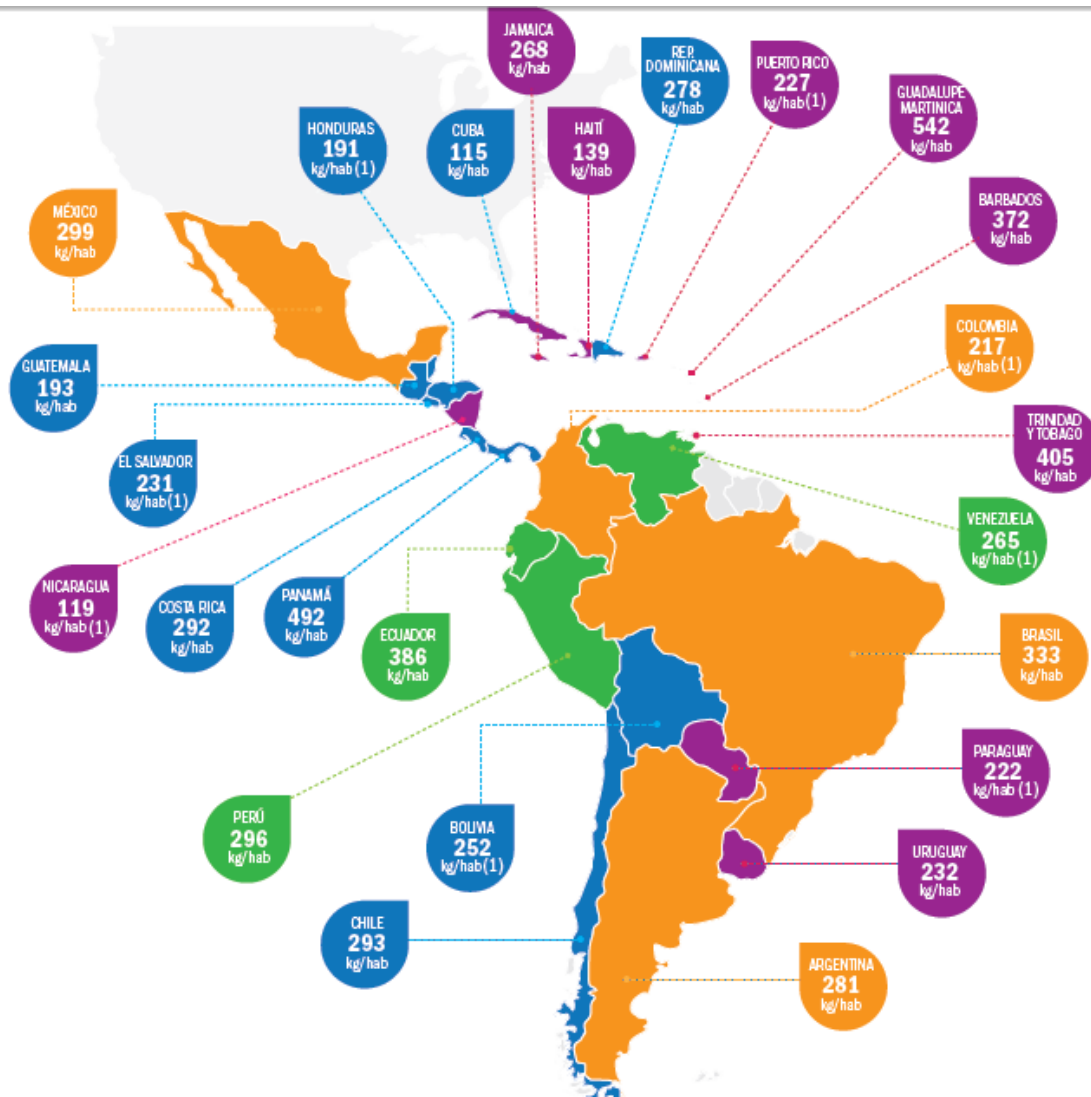 JAMAICA
268
kg/hab
REP.
DOMINICANA
278
kg/hab
PUERTO RICO
227
kg/hab(1)
GUADALUPE
MARTINICA
542
kg/hab
HONDURAS
191
kg/hab(1)
CUBA
115
kg/hab
HAITÍ
139
kg/hab
BARBADOS
372
kg/hab
MÉXICO
299
kg/hab
COLOMBIA
217
kg/hab(1)
GUATEMALA
193
kg/hab
TRINIDAD
Y TOBAGO
405
kg/hab
EL SALVADOR
231
kg/hab(1)
VENEZUELA
265
kg/hab(1)
NICARAGUA
119
kg/hab(1)
COSTA RICA
292
kg/hab
PANAMÁ
492
kg/hab
ECUADOR
386
kg/hab
BRASIL
333
kg/hab
PARAGUAY
222
kg/hab(1)
PERÚ
296
kg/hab
BOLIVIA
252
kg/hab(1)
URUGUAY
232
kg/hab
CHILE
293
kg/hab
ARGENTINA
281
kg/hab